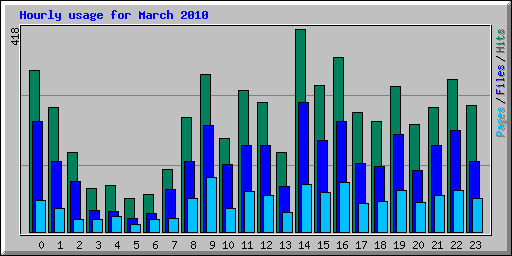 Hourly usage for March 2010
418
Pages/Files/Hits
0 1 2 3 4 5 6 7 8 9 10 11 12 13 14 15 16 17 18 19 20 21 22 23